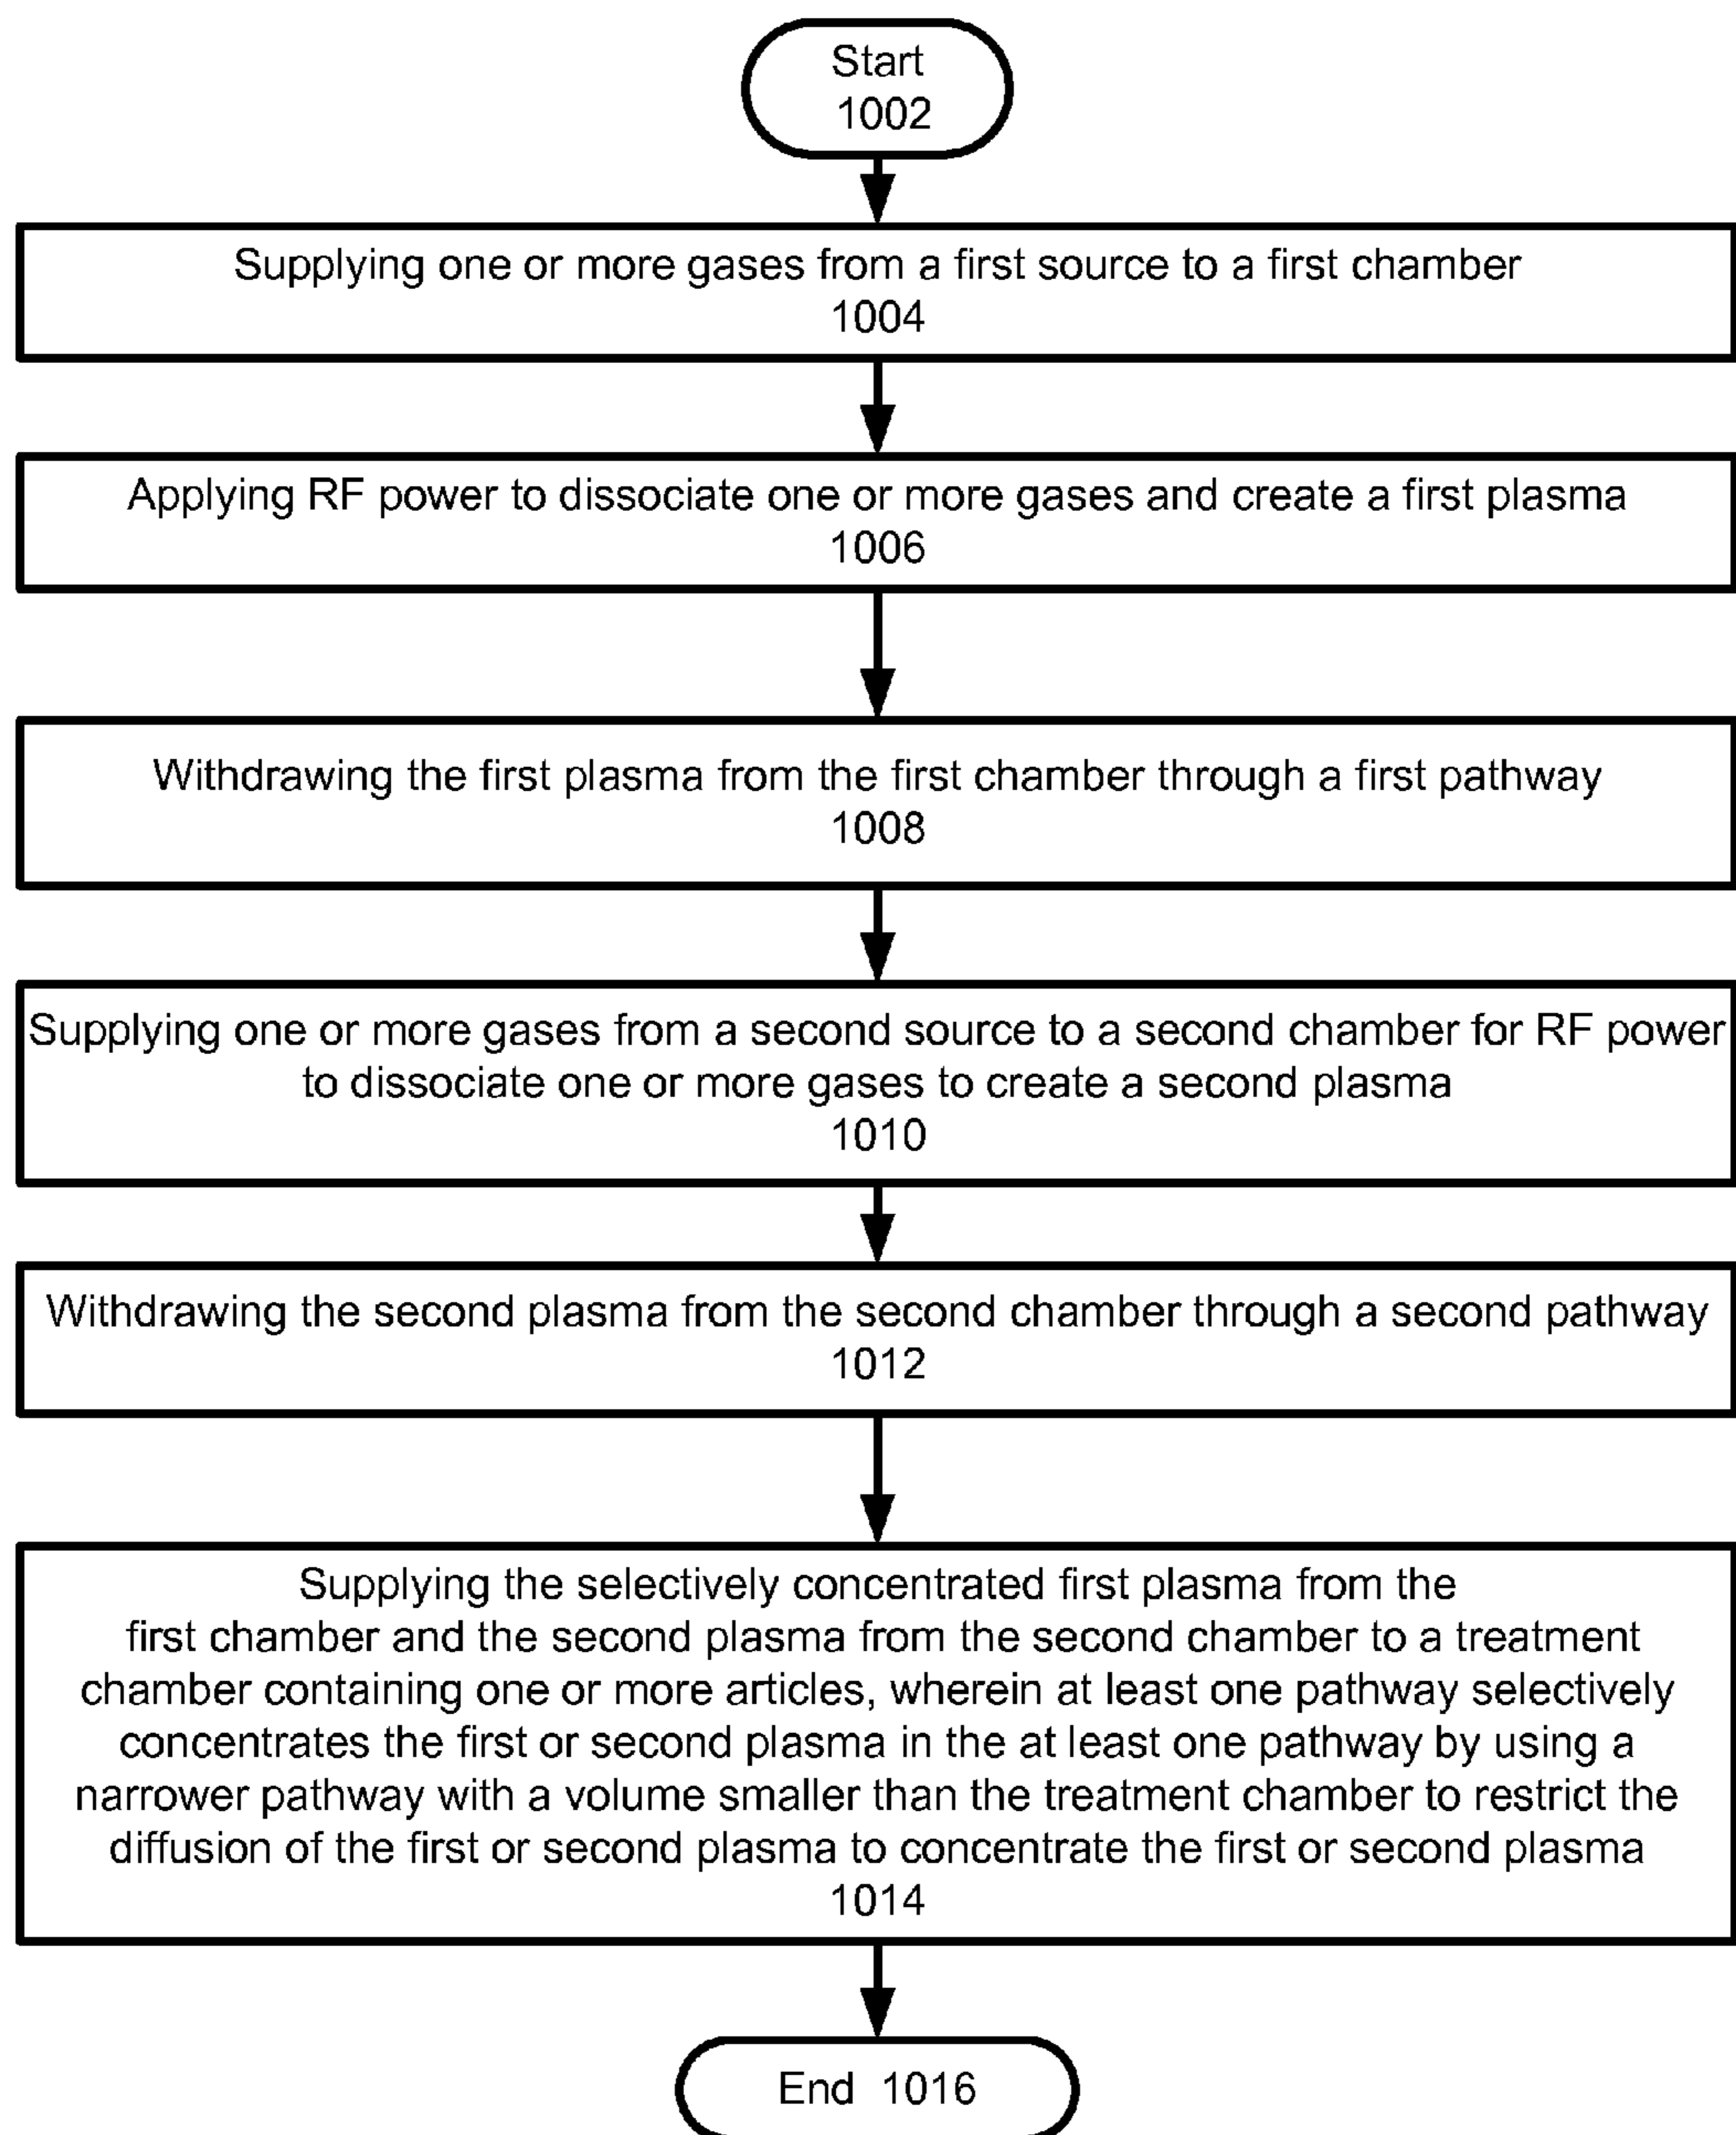 Start
1002
Supplying one or more gases from a first source to a first chamber
1004
Applying RF power to dissociate one or more gases and create a first plasma
1006
Withdrawing the first plasma from the first chamber through a first pathway
1008
Supplying one or more gases from a second source to a second chamber for RF power
to dissociate one or more gases to create a second plasma
1010
Withdrawing the second plasma from the second chamber through a second pathway
1012
Supplying the selectively concentrated first plasma from the
first chamber and the second plasma from the second chamber to a treatment
chamber containing one or more articles, wherein at least one pathway selectively
concentrates the first or second plasma in the at least one pathway by using a
narrower pathway with a volume smaller than the treatment chamber to restrict the
diffusion of the first or second plasma to concentrate the first or second plasma
1014
End 1016